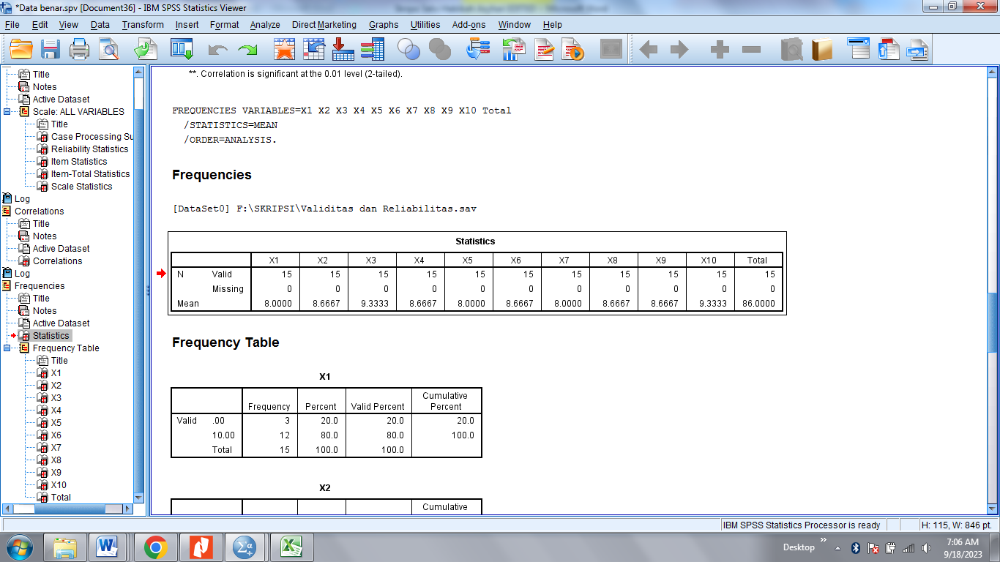 *Data benar.spv [Document36] - IBM SPSS Statistics Viewer
File Edit View Data Transform Insert Format Analyze Direct Marketing Graphs Utilities Add-ons Window Help
Title
Notes
Active Dataset
Scale: ALL VARIABLES
Title
Case Processing Su
Reliability Statistics
Item Statistics
Item-Total Statistics
Scale Statistics
Log
Correlations
Title
Notes
Active Dataset
Correlations
Log
Frequencies
Title
Notes
Active Dataset
Statistics
Frequency Table
Title
X1
X2
X3
X4
X5
X6
X7
X8
X9
X10
Total
**. Correlation is significant at the 0.01 level (2-tailed).
FREQUENCIES VARIABLES=X1 X2 X3 X4 X5 X6 X7 X8 X9 X10 Total
/STATISTICS=MEAN
/ORDER=ANALYSIS.
Frequencies
[DataSet0] F:\SKRIPSI\Validitas dan Reliabilitas.sav
Statistics
X1 X2 X3 X4 X5 X6 X7 X8 X9 X10 Total
N Valid 15 15 15 15 15 15 15 15 15 15 15
Missing 0 0 0 0 0 0 0 0 0 0 0
Mean 8.0000 8.6667 9.3333 8.6667 8.0000 8.6667 8.0000 8.6667 8.6667 9.3333 86.0000
Frequency Table
X1
Frequency Percent Valid Percent Cumulative Percent
Valid .00 3 20.0 20.0 20.0
10.00 12 80.0 80.0 100.0
Total 15 100.0 100.0
X2
Cumulative
IBM SPSS Statistics Processor is ready H: 115, W: 846 pt.
Desktop
7:06 AM
9/18/2023